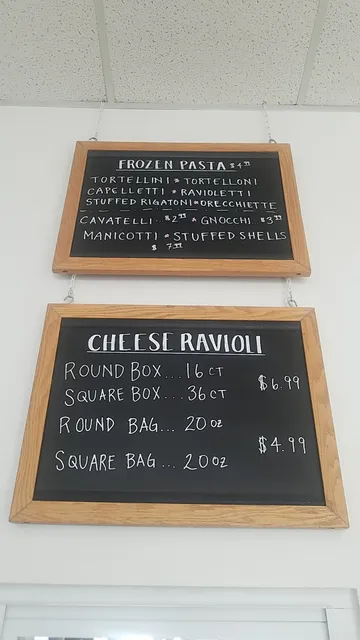 FROZEN PASTA $4.99
TORTELLINI * TORTELLONI
CAPELLETTI * RAVIOLETTI
STUFFED RIGATONI * ORECCHIETTE
CAVATELLI.. $2.99 * GNOCCHI. $3.99
MANICOTTI * STUFFED SHELLS
$ 7.99
CHEESE RAVIOLI
ROUND BOX... 16 CT
SQUARE BOX... 36 CT
$6.99
ROUND BAG... 20 OZ
SQUARE BAG ... 20 OZ
$4.99